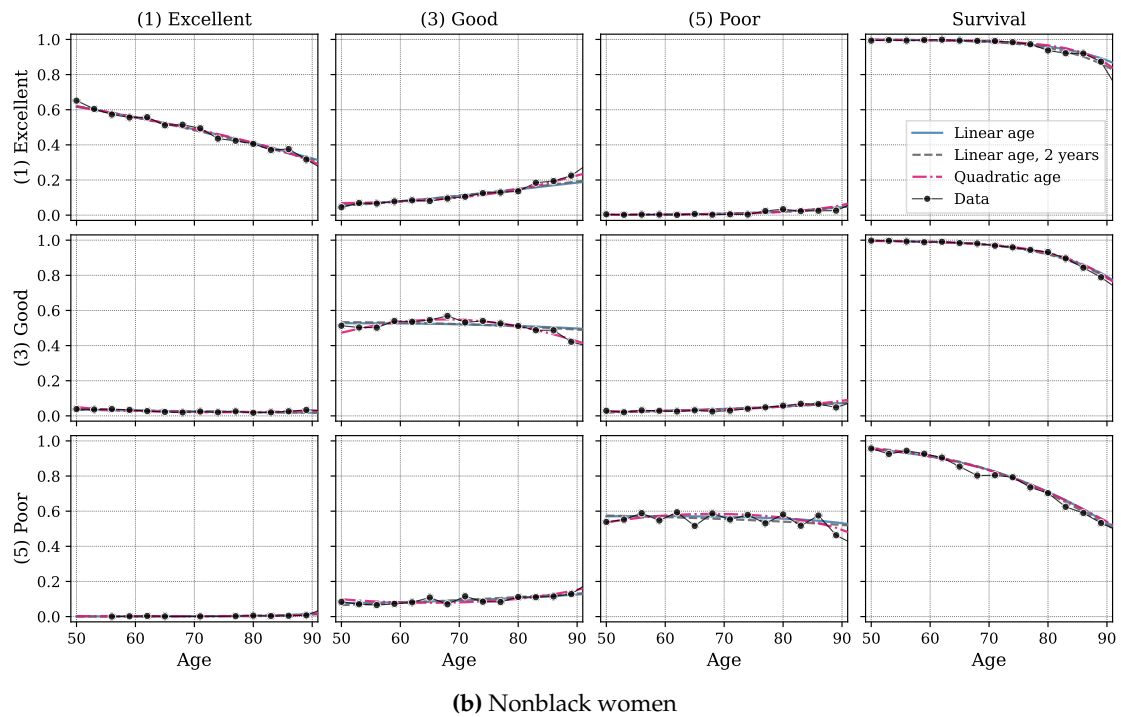 (1) Excellent (3) Good (5) Poor Survival
1.0
0.8
0.6
0.4
0.2
0.0
(1) Excellent
Linear age
Linear age, 2 years
Quadratic age
Data
1.0
0.8
0.6
0.4
0.2
0.0
(3) Good
1.0
0.8
0.6
0.4
0.2
0.0
(5) Poor
50 60 70 80 90 50 60 70 80 90 50 60 70 80 90 50 60 70 80 90
Age Age Age Age
(b) Nonblack women